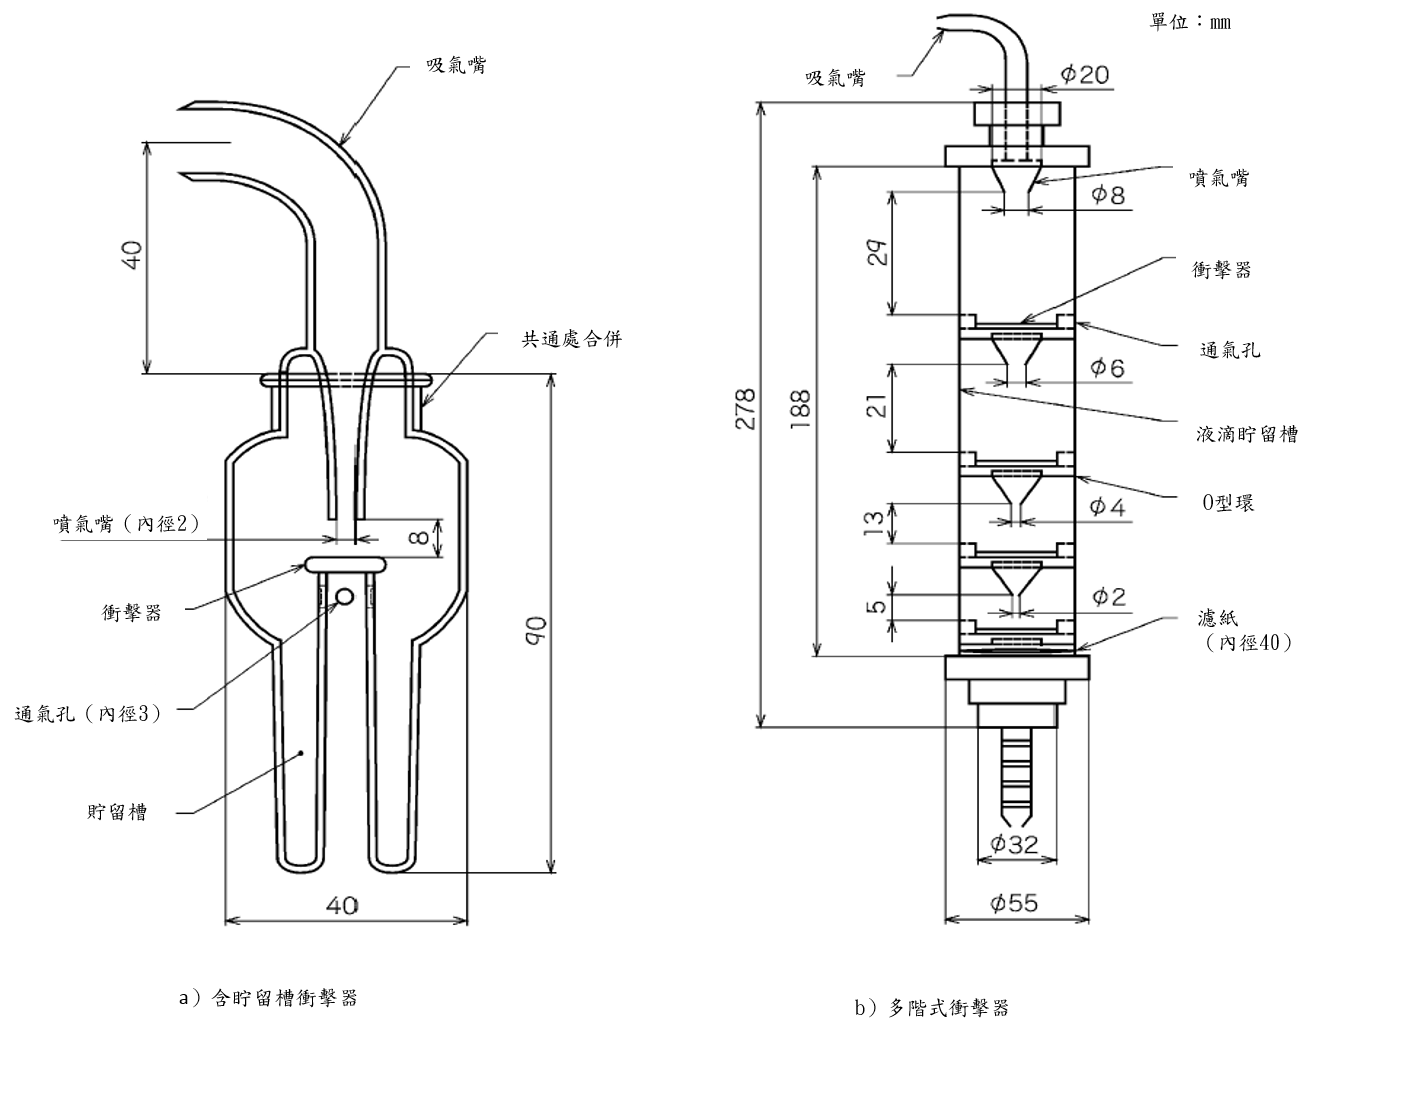 單位：mm
吸氣嘴
40
共通處合併
噴氣嘴（內徑2）
8
衝擊器
90
通氣孔（內徑3）
貯留槽
40
a）含貯留槽衝擊器
吸氣嘴
φ20
噴氣嘴
φ8
29
衝擊器
通氣孔
φ6
278
188
21
液滴貯留槽
O型環
φ4
13
φ2
5
濾紙
（內徑40）
φ32
φ55
b）多階式衝擊器